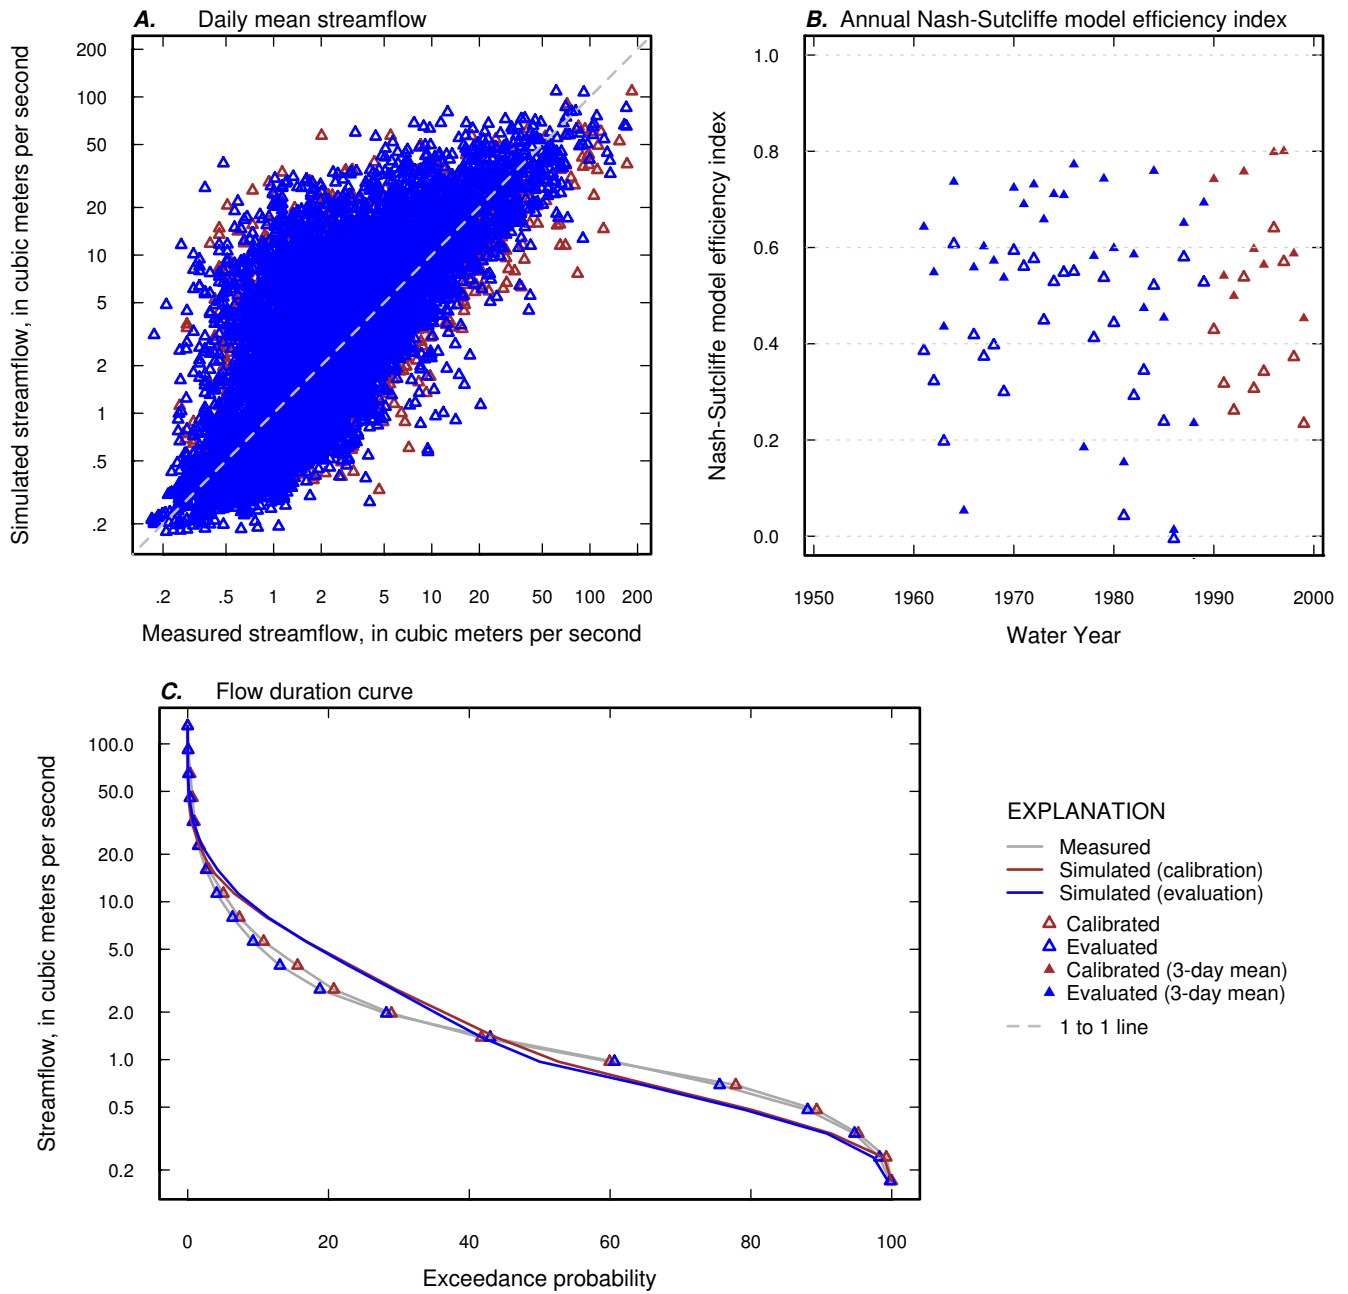 A. Daily mean streamflow
Simulated streamflow, in cubic meters per second
200
100
50
20
10
5
2
1
.5
.2
.2 .5 1 2 5 10 20 50 100 200
Measured streamflow, in cubic meters per second
B. Annual Nash-Sutcliffe model efficiency index
Nash-Sutcliffe model efficiency index
1.0
0.8
0.6
0.4
0.2
0.0
1950 1960 1970 1980 1990 2000
Water Year
C. Flow duration curve
Streamflow, in cubic meters per second
100.0
50.0
20.0
10.0
5.0
2.0
1.0
0.5
0.2
0 20 40 60 80 100
Exceedance probability
EXPLANATION
Measured
Simulated (calibration)
Simulated (evaluation)
Calibrated
Evaluated
Calibrated (3-day mean)
Evaluated (3-day mean)
1 to 1 line